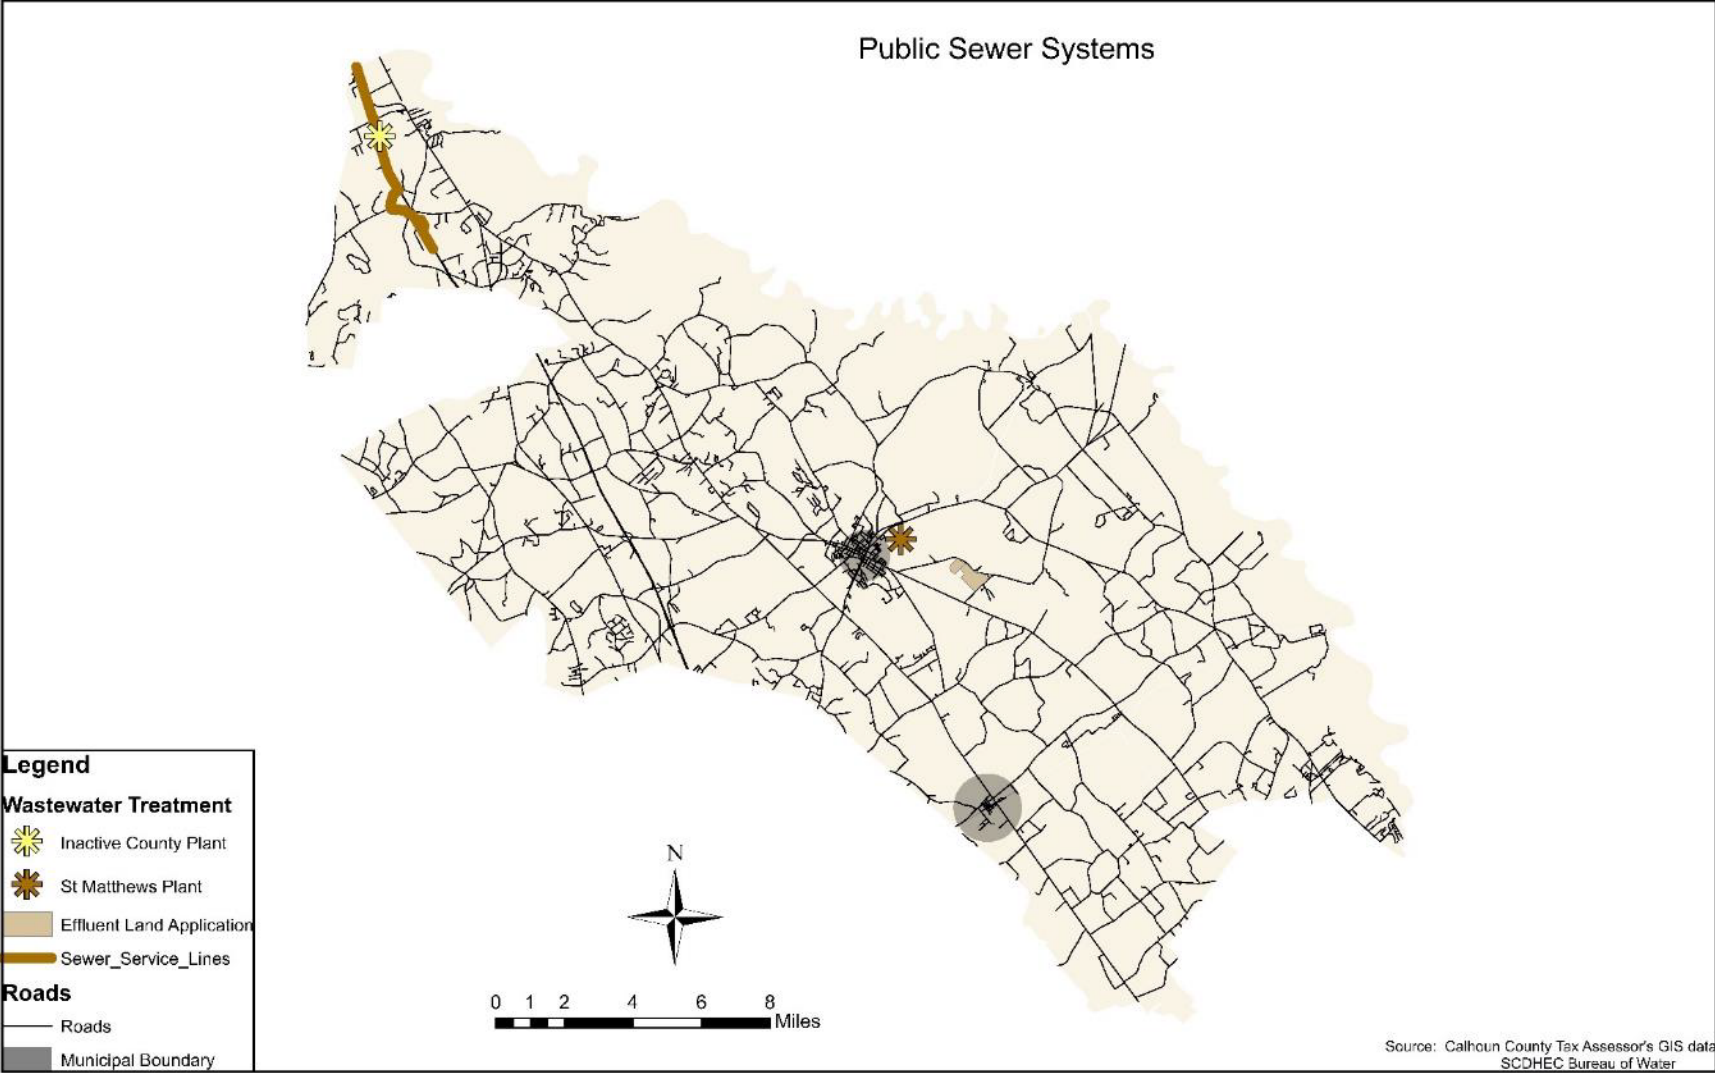 Public Sewer Systems
Legend
Wastewater Treatment
Inactive County Plant
St Matthews Plant
Effluent Land Application
Sewer_Service_Lines
Roads
Roads
Municipal Boundary
N
0 1 2 4 6 8
Miles
Source: Calhoun County Tax Assessor's GIS data
SCDHEC Bureau of Water